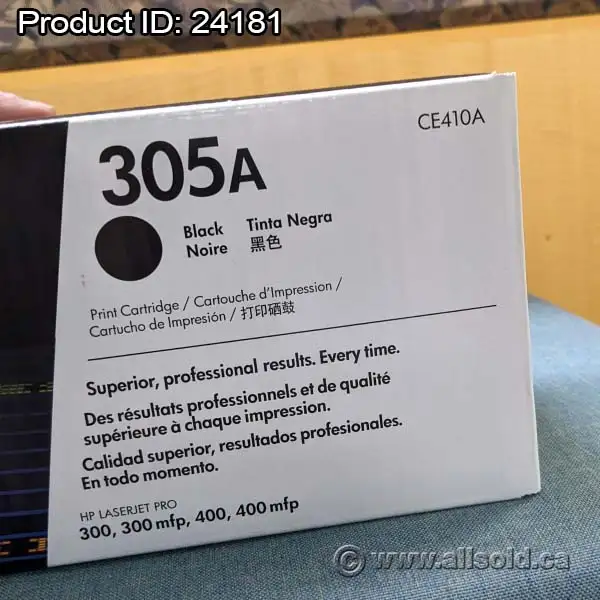 Product ID: 24181
CE410A
305A
Black Tinta Negra
Noire 黑色
Print Cartridge / Cartouche d'Impression /
Cartucho de Impresión / 打印硒鼓
Superior, professional results. Every time.
Des résultats professionnels et de qualité
supérieure à chaque impression.
Calidad superior, resultados profesionales.
En todo momento.
HP LASERJET PRO
300, 300 mfp, 400, 400 mfp
© www.allsold.ca